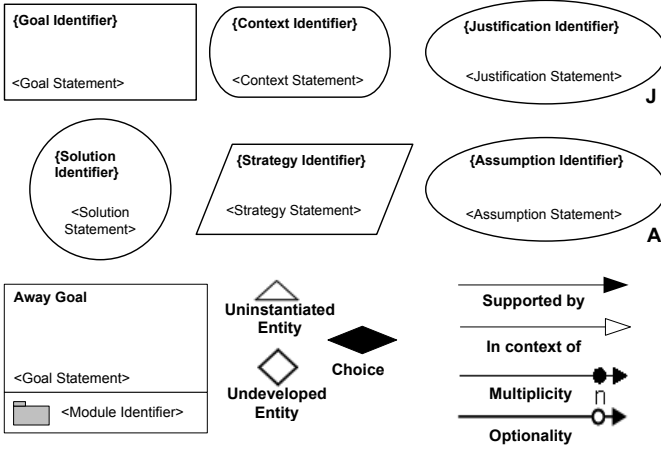 {Goal Identifier}
<Goal Statement>
{Context Identifier}
<Context Statement>
{Justification Identifier}
<Justification Statement>
J
{Solution
Identifier}
<Solution
Statement>
{Strategy Identifier}
<Strategy Statement>
{Assumption Identifier}
<Assumption Statement>
A
Away Goal
<Goal Statement>
<Module Identifier>
Uninstantiated
Entity
Undeveloped
Entity
Choice
Supported by
In context of
Multiplicity
n
Optionality